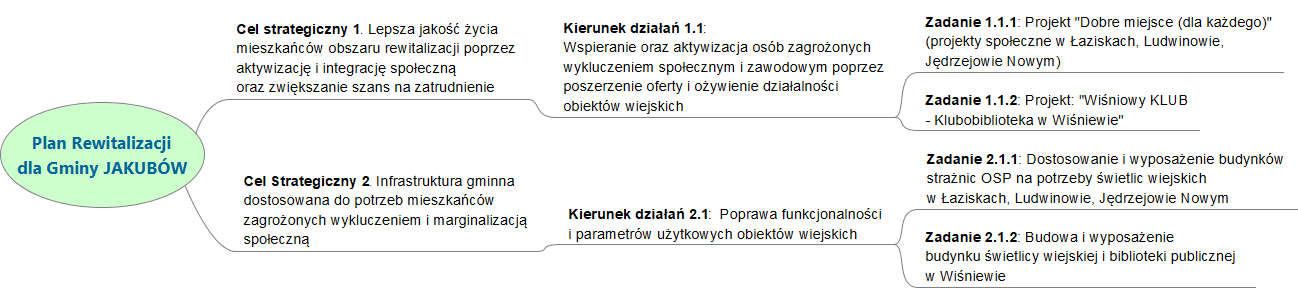 Plan Rewitalizacji
dla Gminy JAKUBÓW
Cel strategiczny 1. Lepsza jakość życia
mieszkańców obszaru rewitalizacji poprzez
aktywizację i integrację społeczną
oraz zwiększanie szans na zatrudnienie
Kierunek działań 1.1:
Wspieranie oraz aktywizacja osób zagrożonych
wykluczeniem społecznym i zawodowym poprzez
poszerzenie oferty i ożywienie działalności
obiektów wiejskich
Zadanie 1.1.1: Projekt "Dobre miejsce (dla każdego)"
(projekty społeczne w Łaziskach, Ludwinowie,
Jędrzejowie Nowym)
Zadanie 1.1.2: Projekt: "Wiśniowy KLUB
- Klubobiblioteka w Wiśniewie"
Cel Strategiczny 2. Infrastruktura gminna
dostosowana do potrzeb mieszkańców
zagrożonych wykluczeniem i marginalizacją
społeczną
Kierunek działań 2.1: Poprawa funkcjonalności
i parametrów użytkowych obiektów wiejskich
Zadanie 2.1.1: Dostosowanie i wyposażenie budynków
strażnic OSP na potrzeby świetlic wiejskich
w Łaziskach, Ludwinowie, Jędrzejowie Nowym
Zadanie 2.1.2: Budowa i wyposażenie
budynku świetlicy wiejskiej i biblioteki publicznej
w Wiśniewie